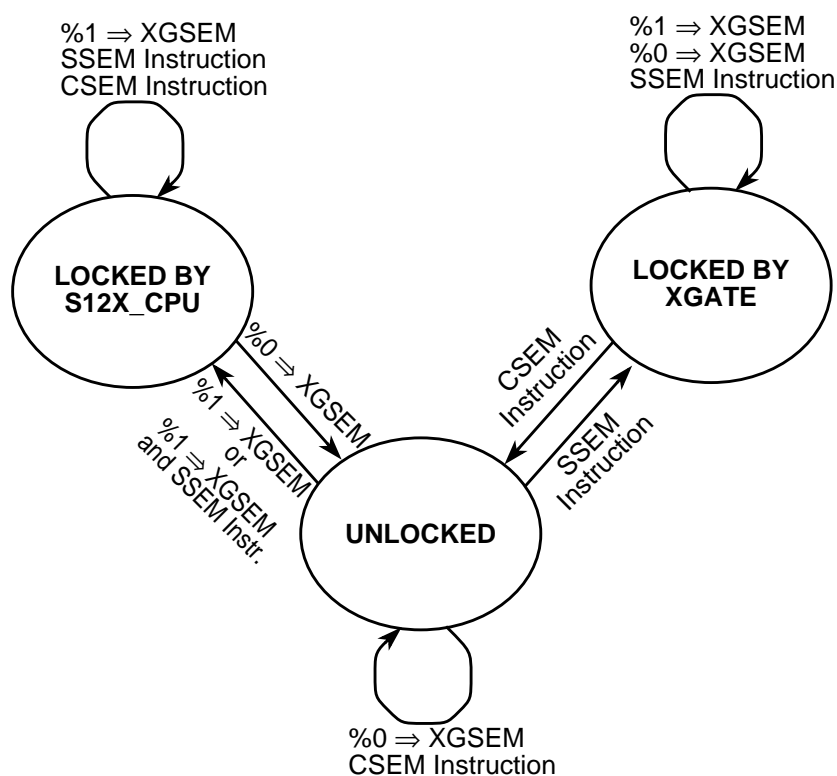 %1 ⇒ XGSEM
SSEM Instruction
CSEM Instruction
%1 ⇒ XGSEM
%0 ⇒ XGSEM
SSEM Instruction
LOCKED BY
S12X_CPU
LOCKED BY
XGATE
%0 ⇒ XGSEM
%1 ⇒ XGSEM
or
%1 ⇒ XGSEM
and SSEM Instr.
CSEM
Instruction
SSEM
Instruction
UNLOCKED
%0 ⇒ XGSEM
CSEM Instruction